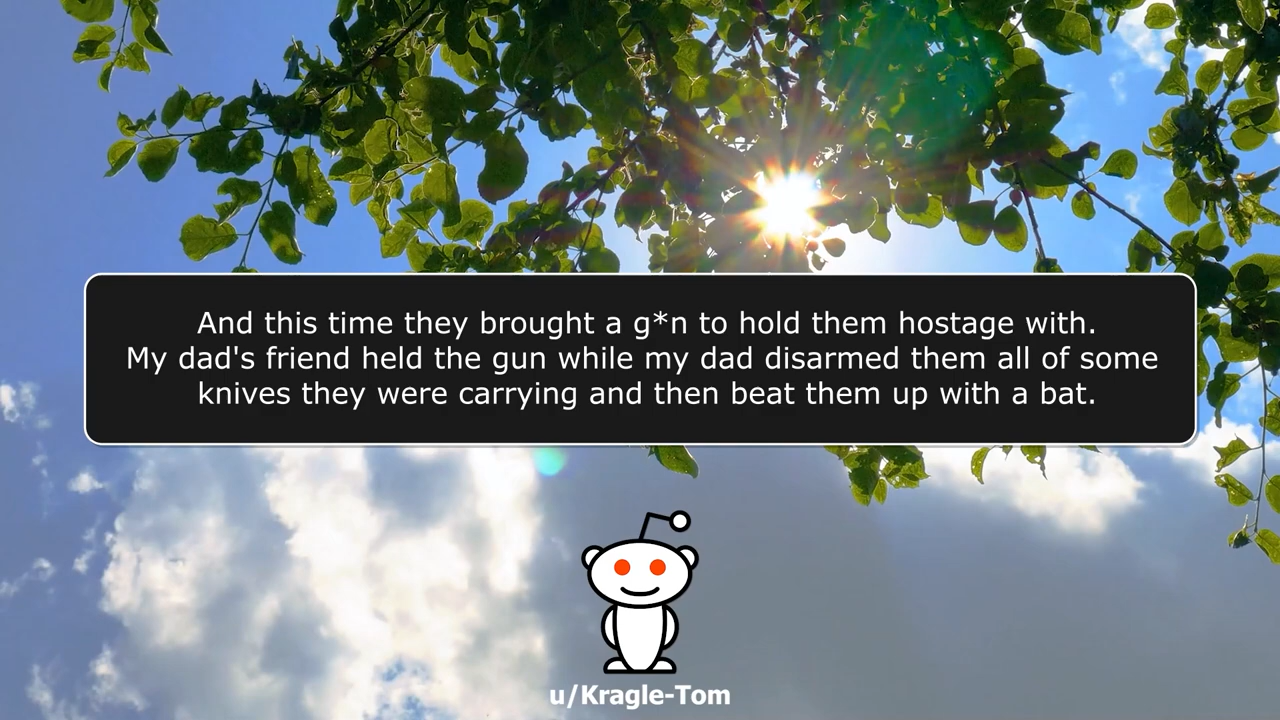 And this time they brought a g*n to hold them hostage with.
My dad's friend held the gun while my dad disarmed them all of some
knives they were carrying and then beat them up with a bat.
u/Kragle-Tom